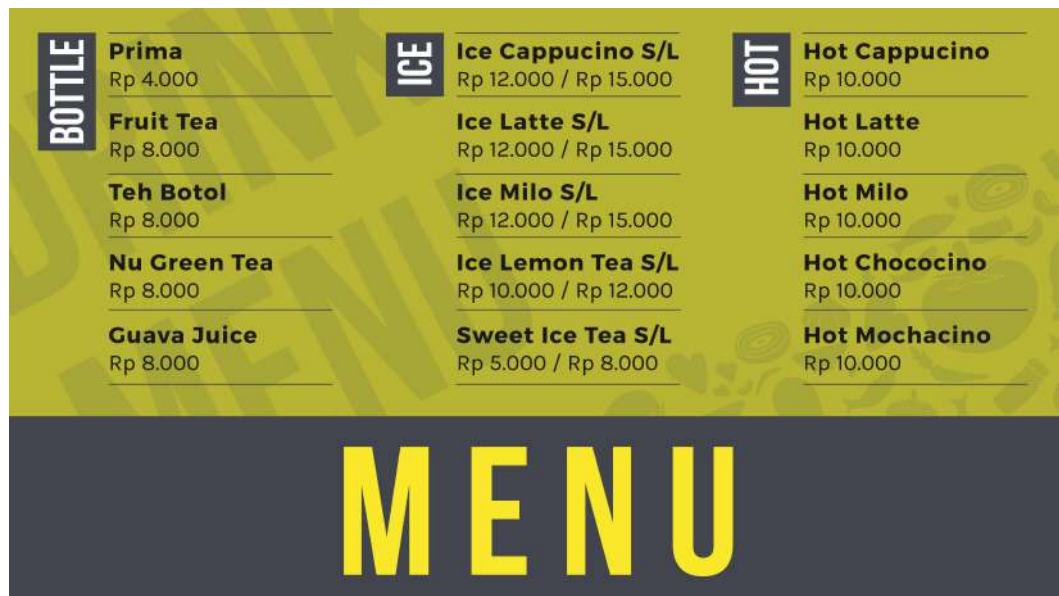 DRINK
MENU
BOTTLE
Prima
Rp 4.000
Fruit Tea
Rp 8.000
Teh Botol
Rp 8.000
Nu Green Tea
Rp 8.000
Guava Juice
Rp 8.000
ICE
Ice Cappucino S/L
Rp 12.000 / Rp 15.000
Ice Latte S/L
Rp 12.000 / Rp 15.000
Ice Milo S/L
Rp 12.000 / Rp 15.000
Ice Lemon Tea S/L
Rp 10.000 / Rp 12.000
Sweet Ice Tea S/L
Rp 5.000 / Rp 8.000
HOT
Hot Cappucino
Rp 10.000
Hot Latte
Rp 10.000
Hot Milo
Rp 10.000
Hot Chococino
Rp 10.000
Hot Mochacino
Rp 10.000
MENU